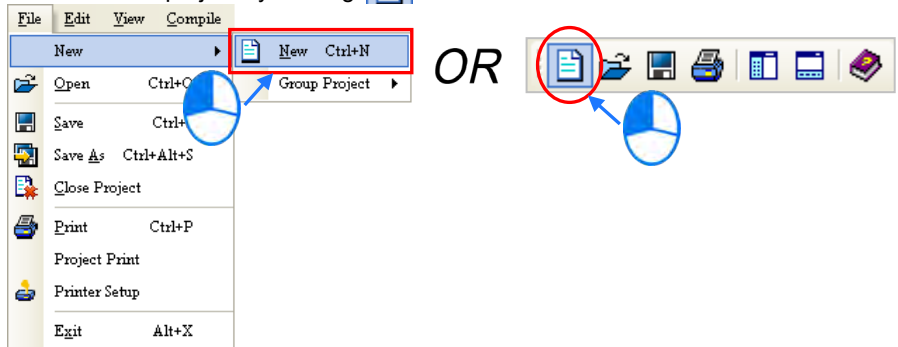 File Edit View Compile
New
New Ctrl+N
Open
Group Project
OR
Save Ctrl+
Save As Ctrl+Alt+S
Close Project
Print Ctrl+P
Project Print
Printer Setup
Exit Alt+X